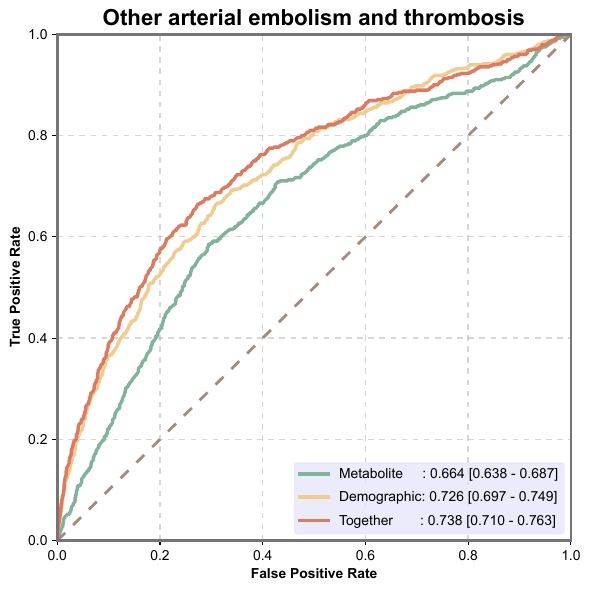 Other arterial embolism and thrombosis
1.0
0.8
0.6
0.4
0.2
0.0
True Positive Rate
Metabolite : 0.664 [0.638 - 0.687]
Demographic: 0.726 [0.697 - 0.749]
Together : 0.738 [0.710 - 0.763]
0.0 0.2 0.4 0.6 0.8 1.0
False Positive Rate